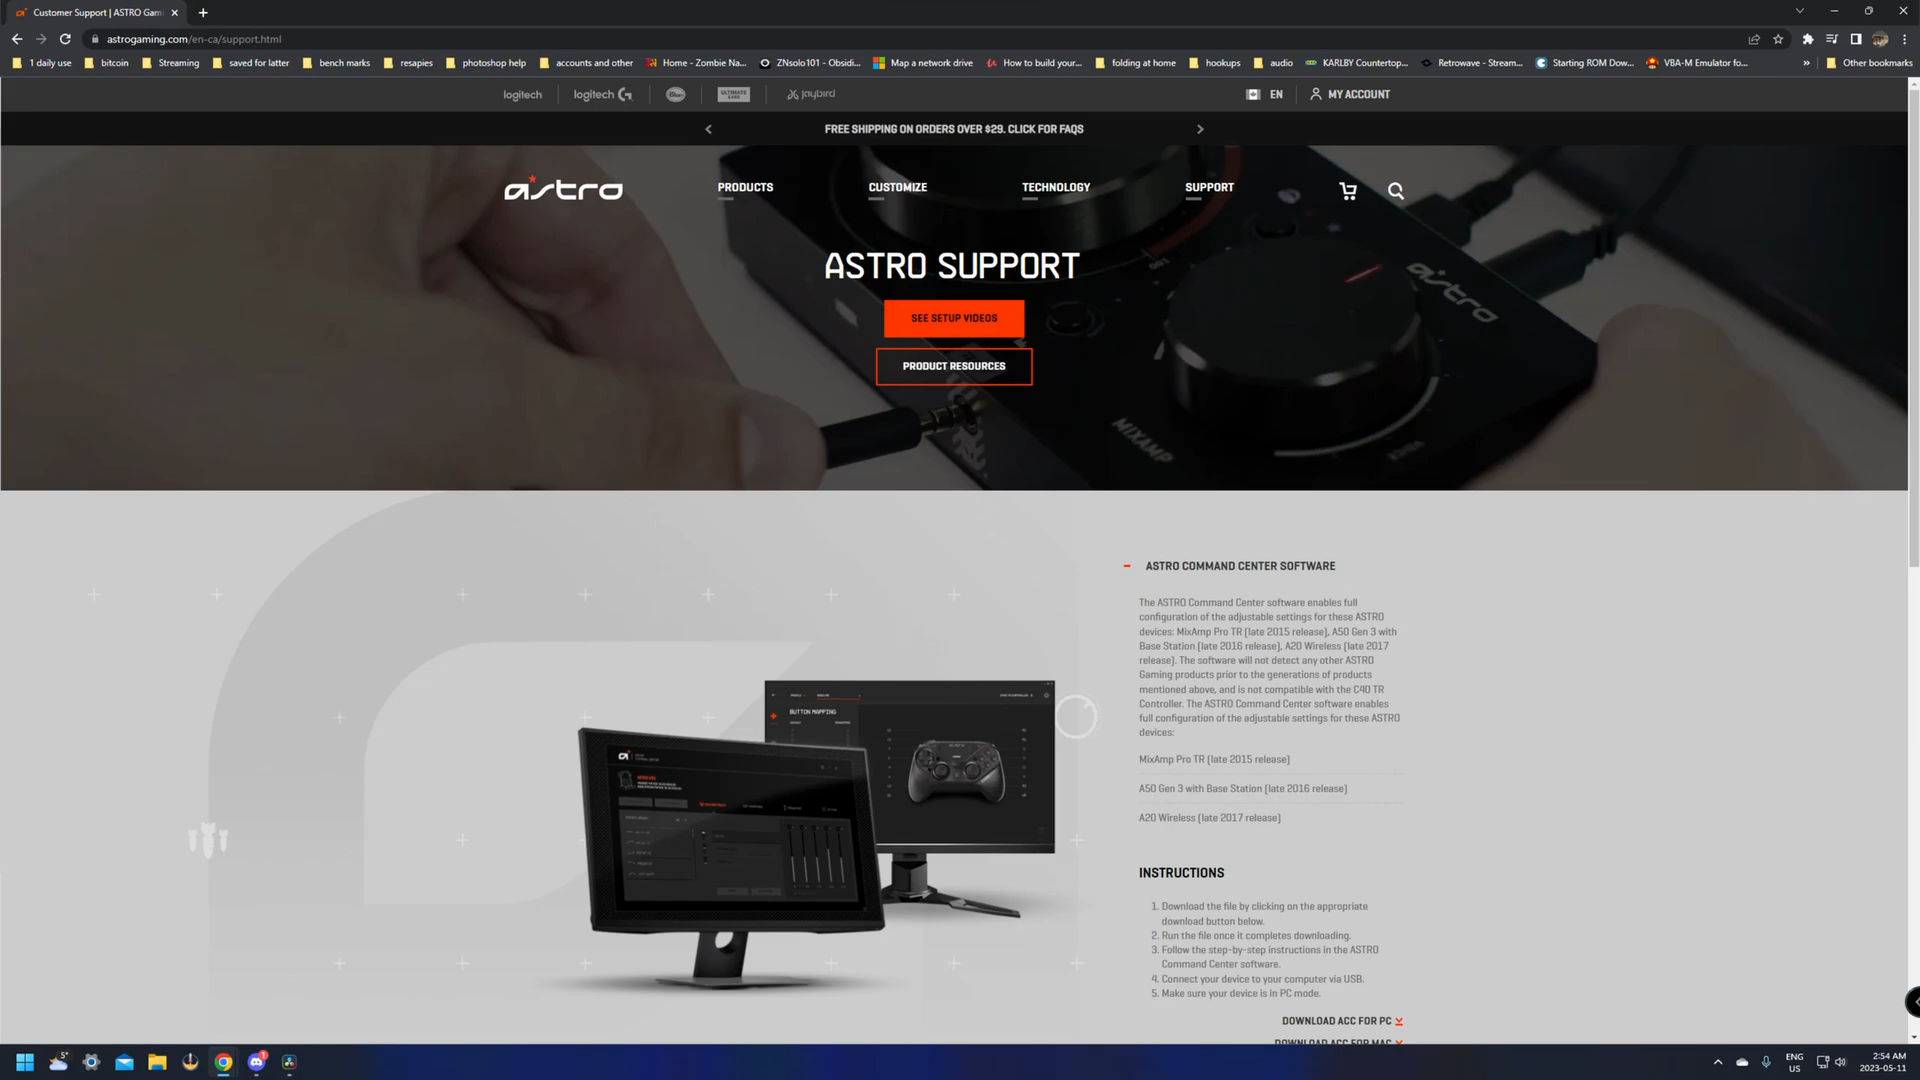 Customer Support | ASTRO Gam
astrogaming.com/en-ca/support.html
1 daily use
bitcoin
Streaming
saved for latter
bench marks
resapies
photoshop help
accounts and other
Home - Zombie Na...
ZNsolo101 - Obsidi...
Map a network drive
How to build your...
folding at home
hookups
audio
KARLBY Countertop...
Retrowave - Stream...
Starting ROM Dow...
VBA-M Emulator fo...
»
Other bookmarks
logitech
logitech G
Blue
ULTIMATE EARS
jaybird
EN
MY ACCOUNT
FREE SHIPPING ON ORDERS OVER $29. CLICK FOR FAQS
astro
PRODUCTS
CUSTOMIZE
TECHNOLOGY
SUPPORT
ASTRO SUPPORT
SEE SETUP VIDEOS
PRODUCT RESOURCES
astro
MIXAMP
ASTRO COMMAND CENTER SOFTWARE
The ASTRO Command Center software enables full
configuration of the adjustable settings for these ASTRO
devices: MixAmp Pro TR (late 2015 release), A50 Gen 3 with
Base Station (late 2016 release), A20 Wireless (late 2017
release). The software will not detect any other ASTRO
Gaming products prior to the generations of products
mentioned above, and is not compatible with the C40 TR
Controller. The ASTRO Command Center software enables
full configuration of the adjustable settings for these ASTRO
devices:
MixAmp Pro TR (late 2015 release)
A50 Gen 3 with Base Station (late 2016 release)
A20 Wireless (late 2017 release)
BUTTON MAPPING
INSTRUCTIONS
1. Download the file by clicking on the appropriate
download button below.
2. Run the file once it completes downloading.
3. Follow the step-by-step instructions in the ASTRO
Command Center software.
4. Connect your device to your computer via USB.
5. Make sure your device is in PC mode.
DOWNLOAD ACC FOR PC
DOWNLOAD ACC FOR MAC
5°
1
ENG
US
2:54 AM
2023-05-11